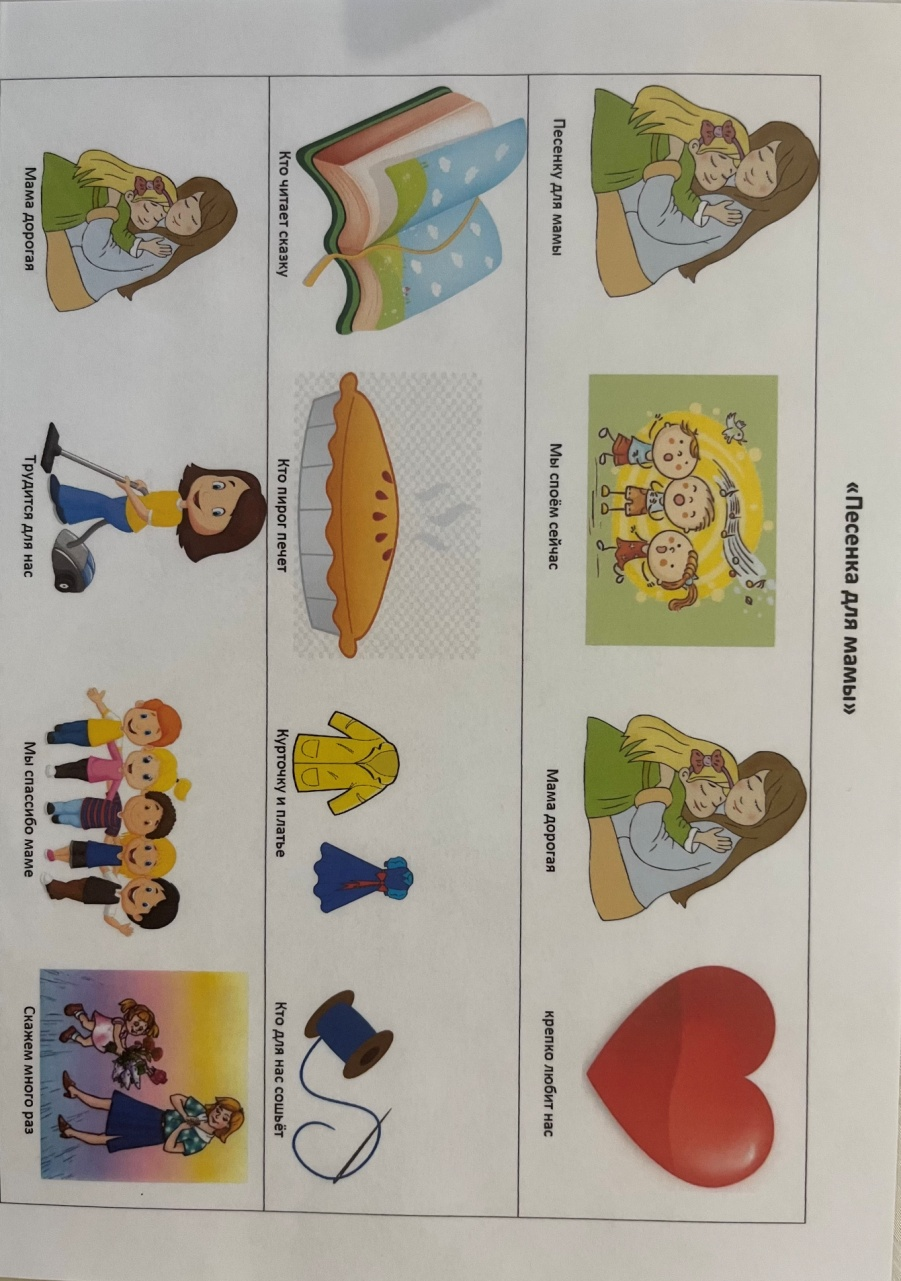 «Песенка для мамы»
Песенку для мамы
Мы споём сейчас
Мама дорогая
крепко любит нас
Кто читает сказку
Кто пирог печет
Курточку и платье
Кто для нас сошьёт
Мама дорогая
Трудится для нас
Мы спассибо маме
Скажем много раз